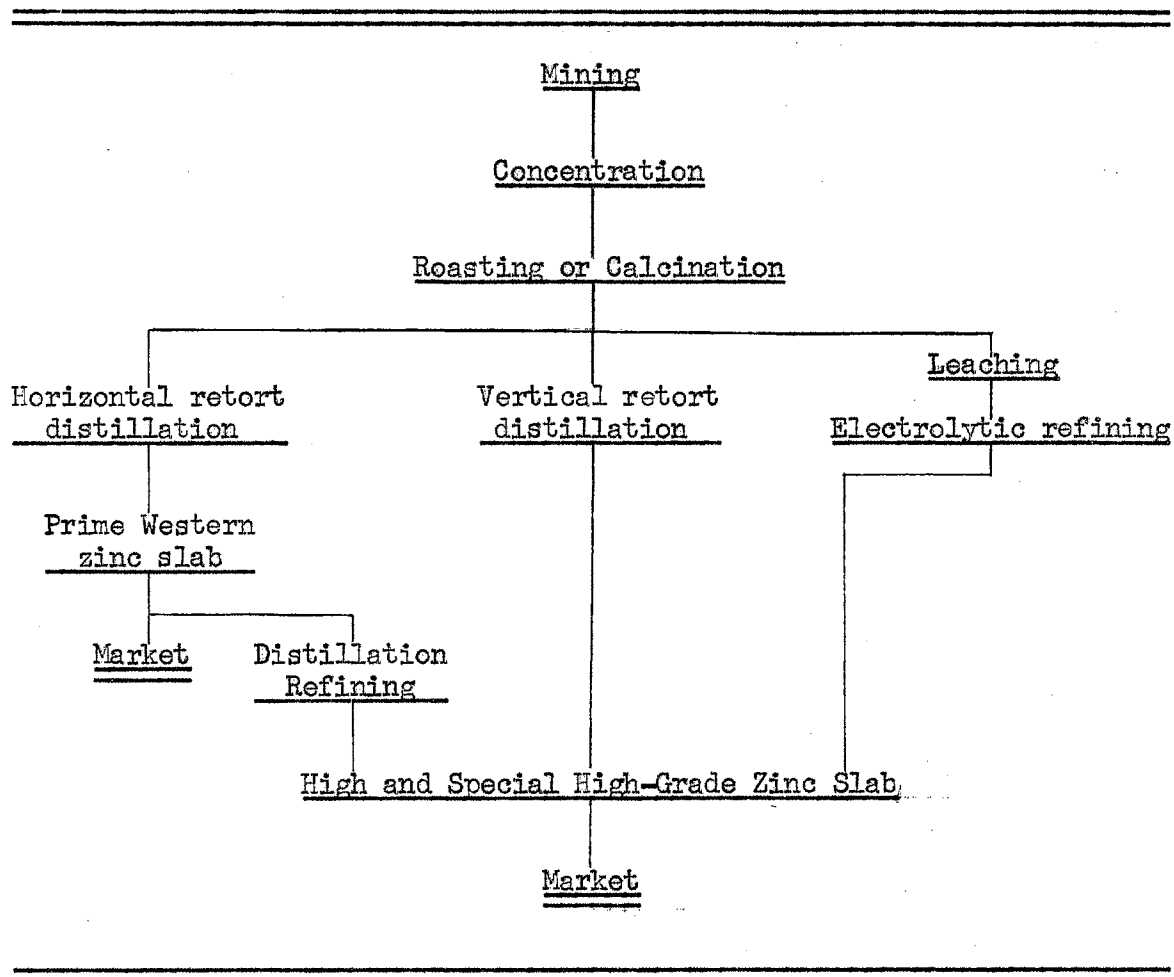 Mining
Concentration
Roasting or Calcination
Leaching
Horizontal retort
distillation
Vertical retort
distillation
Electrolytic refining
Prime Western
zinc slab
Market
Distillation
Refining
High and Special High-Grade Zinc Slab
Market